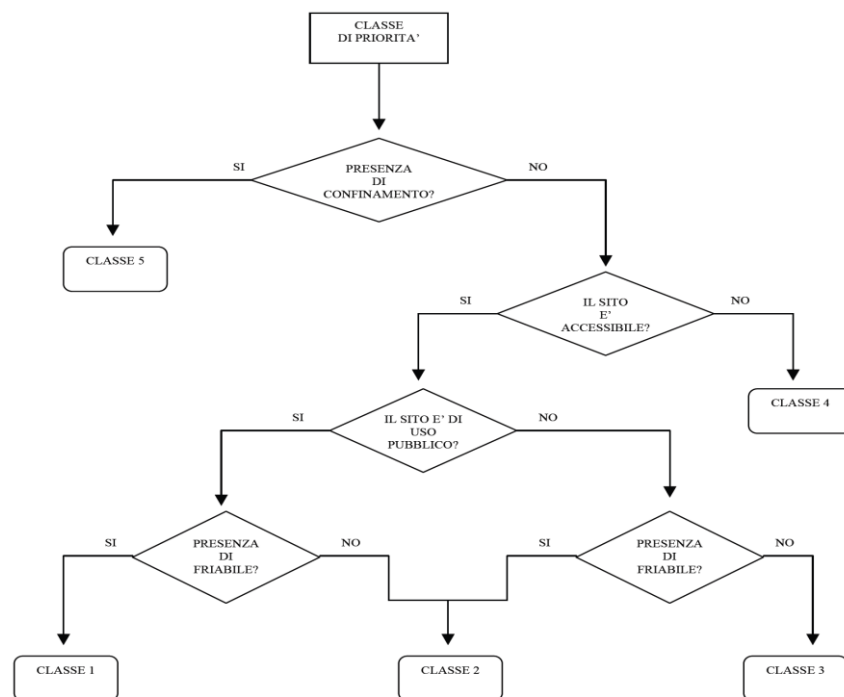 CLASSE
DI PRIORITA'
SI
PRESENZA
DI
CONFINAMENTO?
NO
CLASSE 5
SI
IL SITO
E'
ACCESSIBILE?
NO
CLASSE 4
SI
IL SITO E' DI
USO
PUBBLICO?
NO
SI
PRESENZA
DI
FRIABILE?
NO
SI
PRESENZA
DI
FRIABILE?
NO
CLASSE 1
CLASSE 2
CLASSE 3